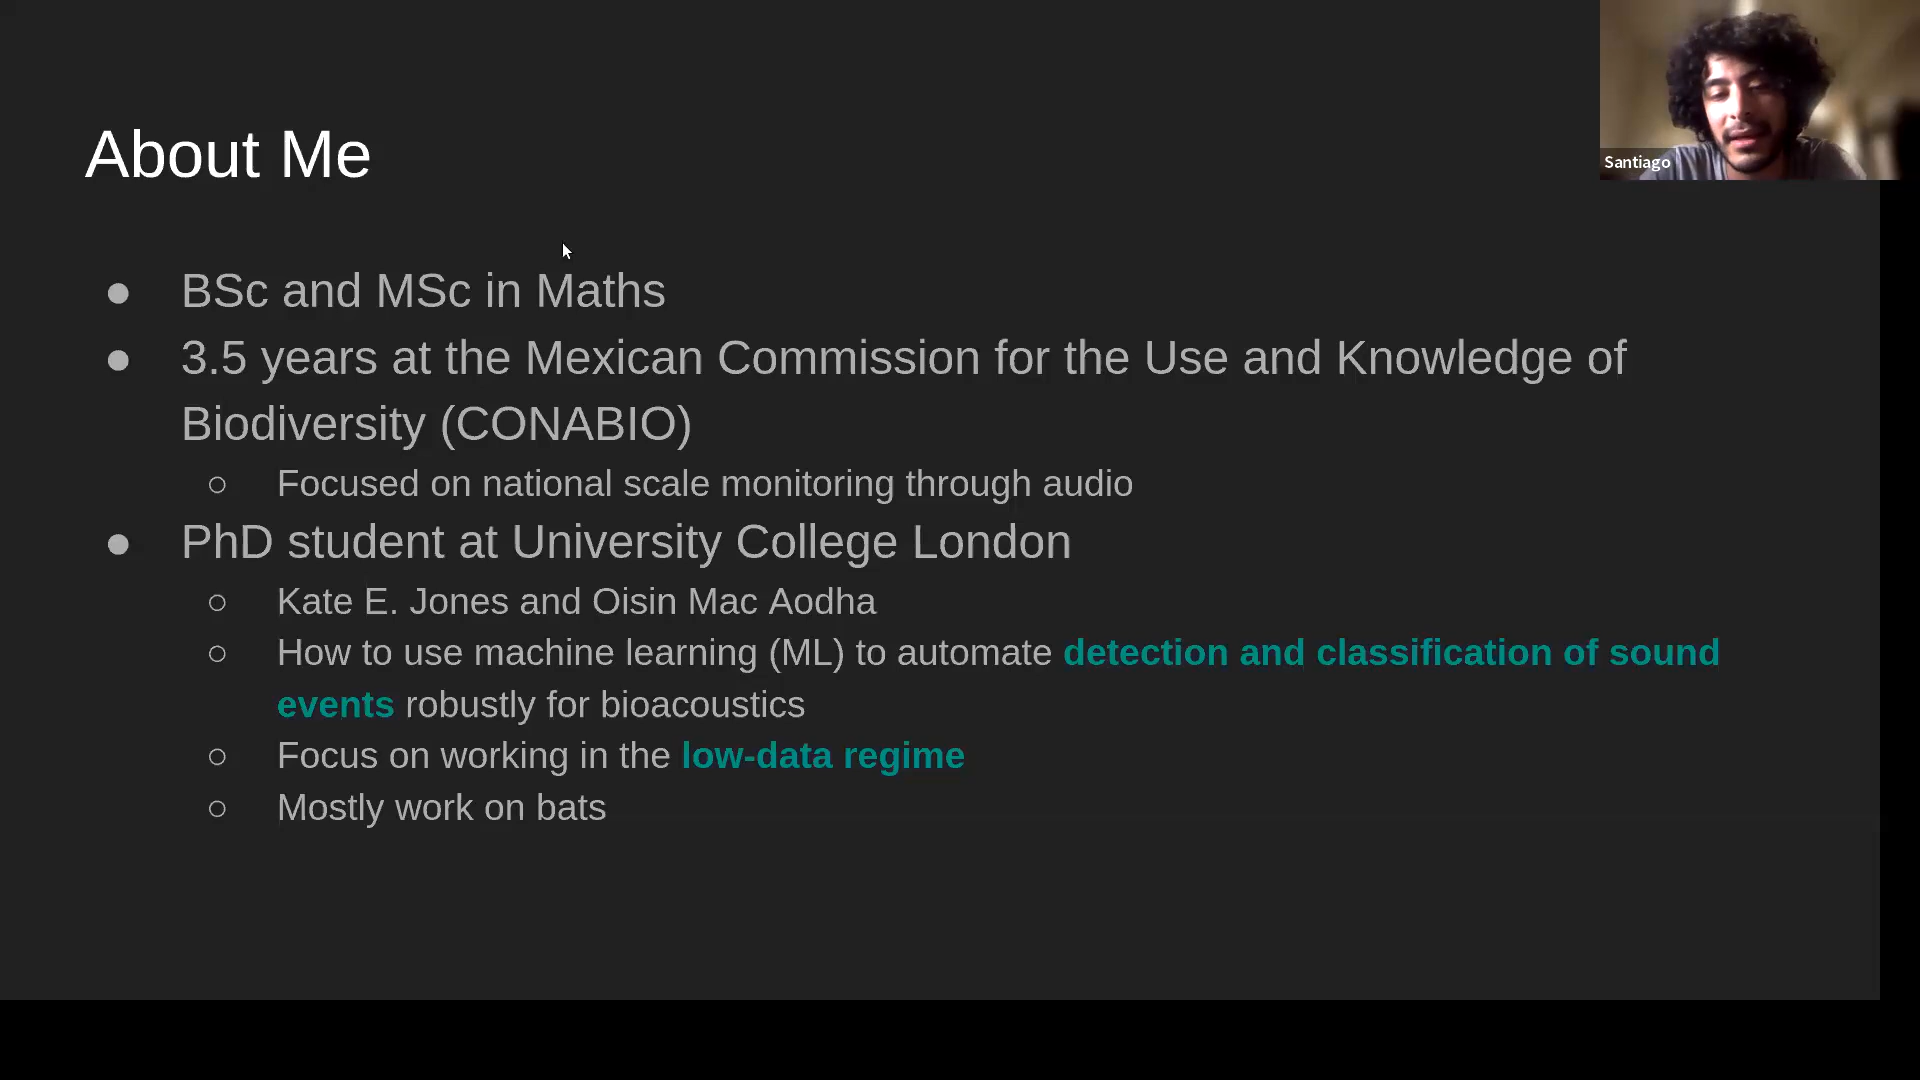 About Me
Santiago
● BSc and MSc in Maths
● 3.5 years at the Mexican Commission for the Use and Knowledge of
Biodiversity (CONABIO)
○ Focused on national scale monitoring through audio
● PhD student at University College London
○ Kate E. Jones and Oisin Mac Aodha
○ How to use machine learning (ML) to automate detection and classification of sound
events robustly for bioacoustics
○ Focus on working in the low-data regime
○ Mostly work on bats